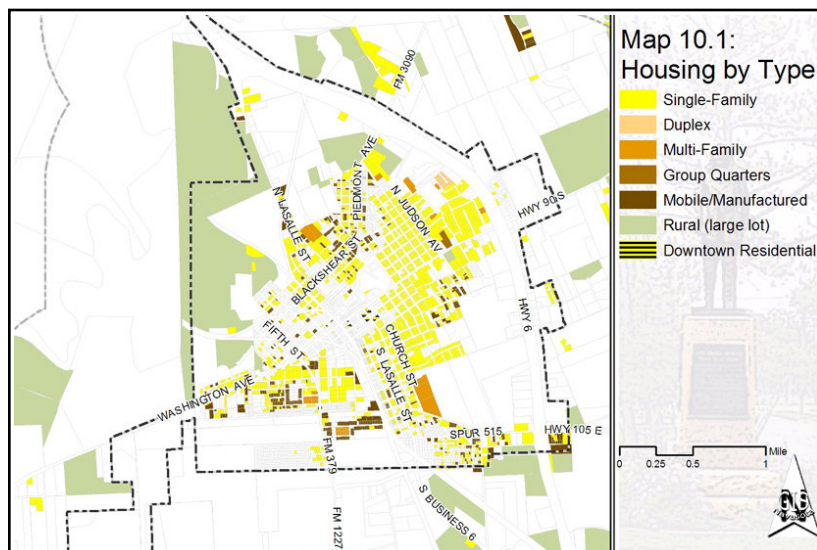 Map 10.1:
Housing by Type
Single-Family
Duplex
Multi-Family
Group Quarters
Mobile/Manufactured
Rural (large lot)
Downtown Residential
FM 3090
PIEDMONT AVE
N LASALLE ST
N JUDSON AV
HWY 90 S
BLACKSHEAR ST
HWY 6
FIFTH ST
CHURCH ST
S LASALLE ST
WASHINGTON AVE
SPUR 515
HWY 105 E
FM 379
S BUSINESS 6
FM 1227
Mile
0 0.25 0.5 1